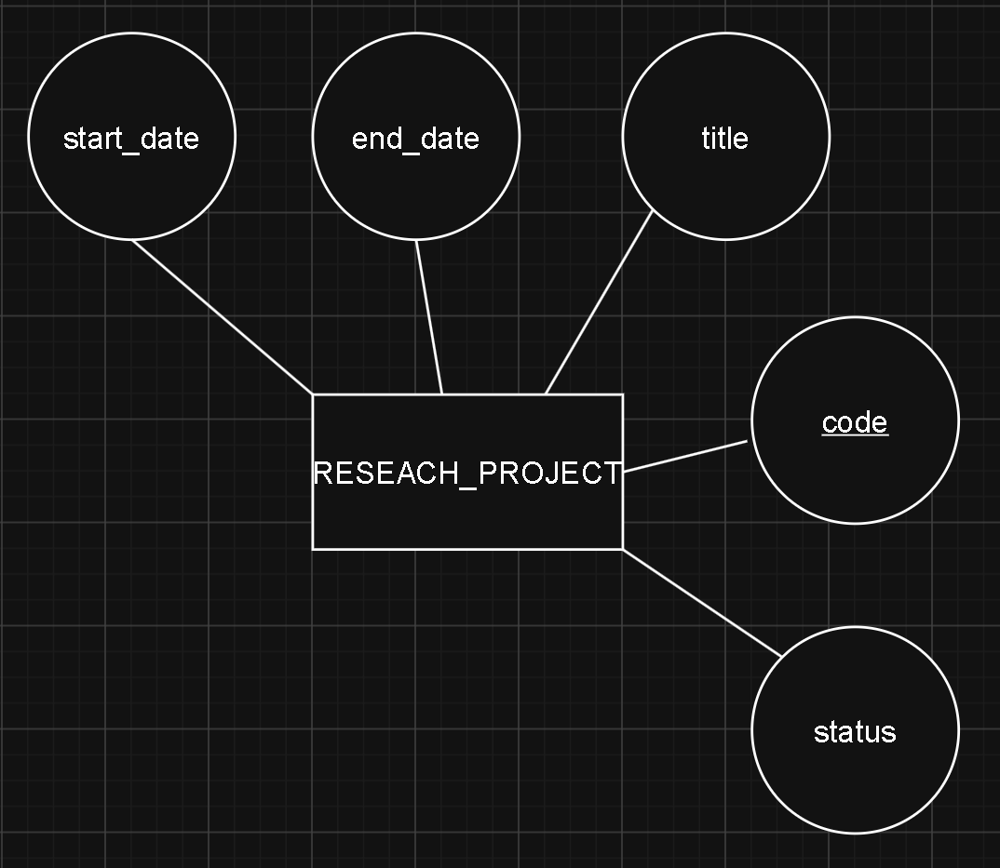 start_date
end_date
title
code
RESEACH_PROJECT
status